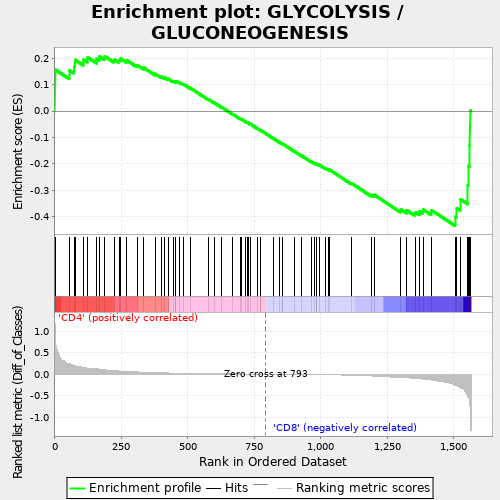 Enrichment plot: GLYCOLYSIS /
GLUCONEOGENESIS
Enrichment score (ES)
0.2
0.1
0.0
-0.1
-0.2
-0.3
-0.4
'CD4' (positively correlated)
Ranked list metric (Diff_of_Classes)
1.0
0.5
0.0
-0.5
-1.0
Zero cross at 793
'CD8' (negatively correlated)
0
250
500
750
1,000
1,250
1,500
Rank in Ordered Dataset
Enrichment profile
Hits
Ranking metric scores